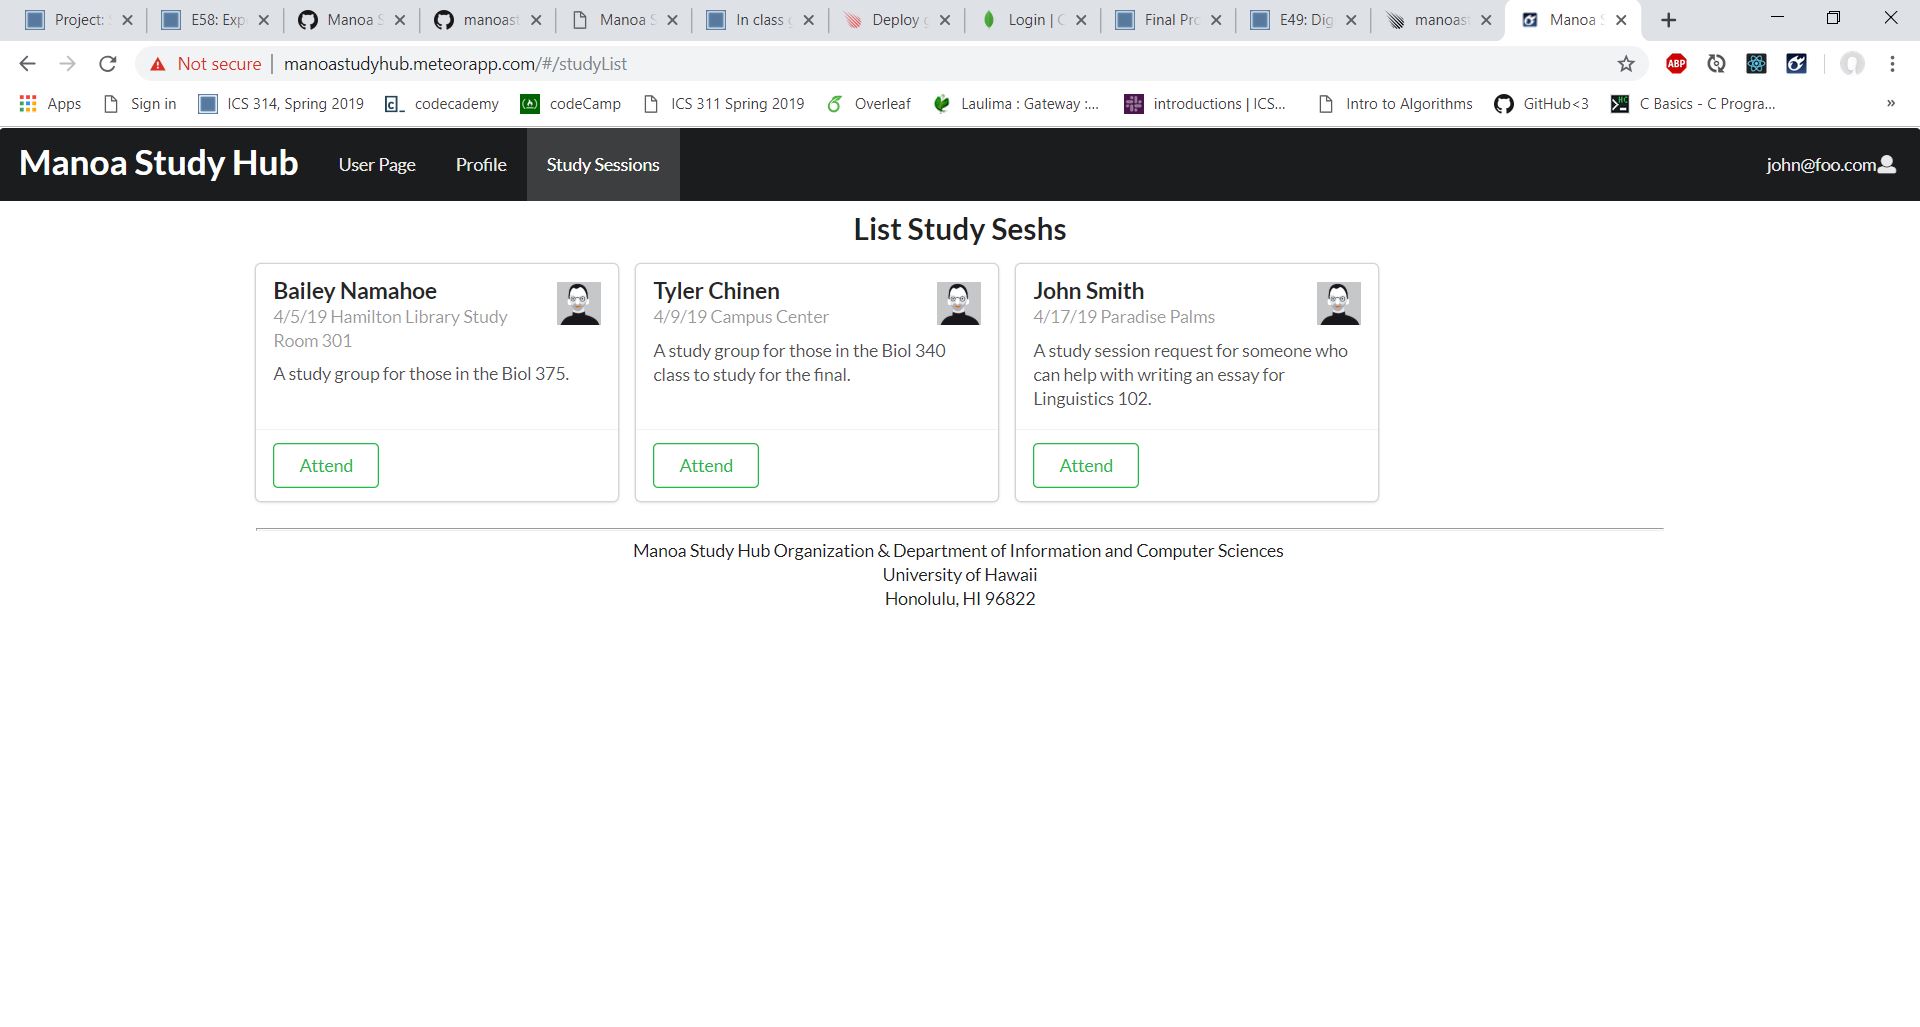 Project: S
E58: Exp
Manoa S
manoast
Manoa S
In class g
Deploy g
Login | C
Final Pro
E49: Dig
manoast
Manoa S
Not secure | manoastudyhub.meteorapp.com/#/studyList
ABP
Apps
Sign in
ICS 314, Spring 2019
codecademy
codeCamp
ICS 311 Spring 2019
Overleaf
Laulima : Gateway :...
introductions | ICS...
Intro to Algorithms
GitHub<3
C Basics - C Progra...
»
Manoa Study Hub
User Page
Profile
Study Sessions
john@foo.com
List Study Seshs
Bailey Namahoe
4/5/19 Hamilton Library Study
Room 301
A study group for those in the Biol 375.
Attend
Tyler Chinen
4/9/19 Campus Center
A study group for those in the Biol 340
class to study for the final.
Attend
John Smith
4/17/19 Paradise Palms
A study session request for someone who
can help with writing an essay for
Linguistics 102.
Attend
Manoa Study Hub Organization & Department of Information and Computer Sciences
University of Hawaii
Honolulu, HI 96822